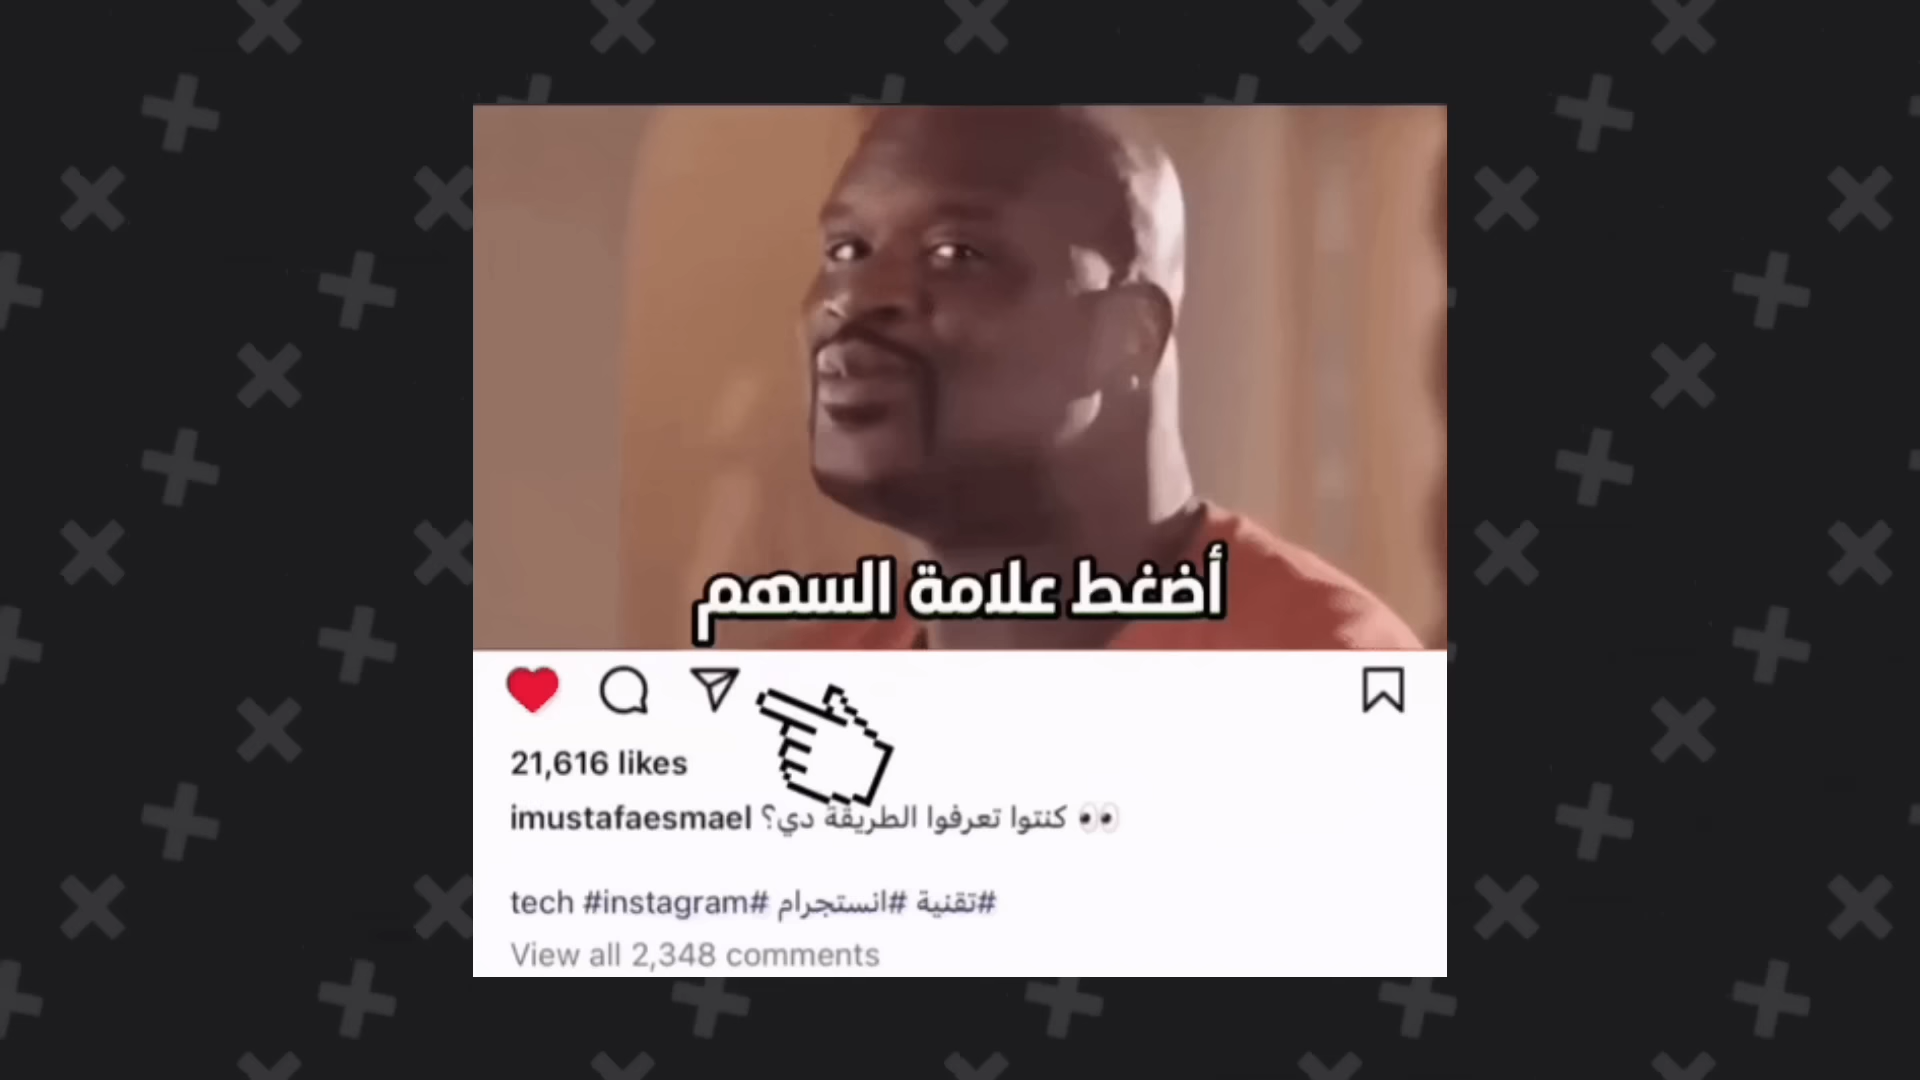 أضغط علامة السهم
21,616 likes
imustafaesmael كنتوا تعرفوا الطريقة دي؟ 👀
#تقنية #انستجرام #tech #instagram
View all 2,348 comments